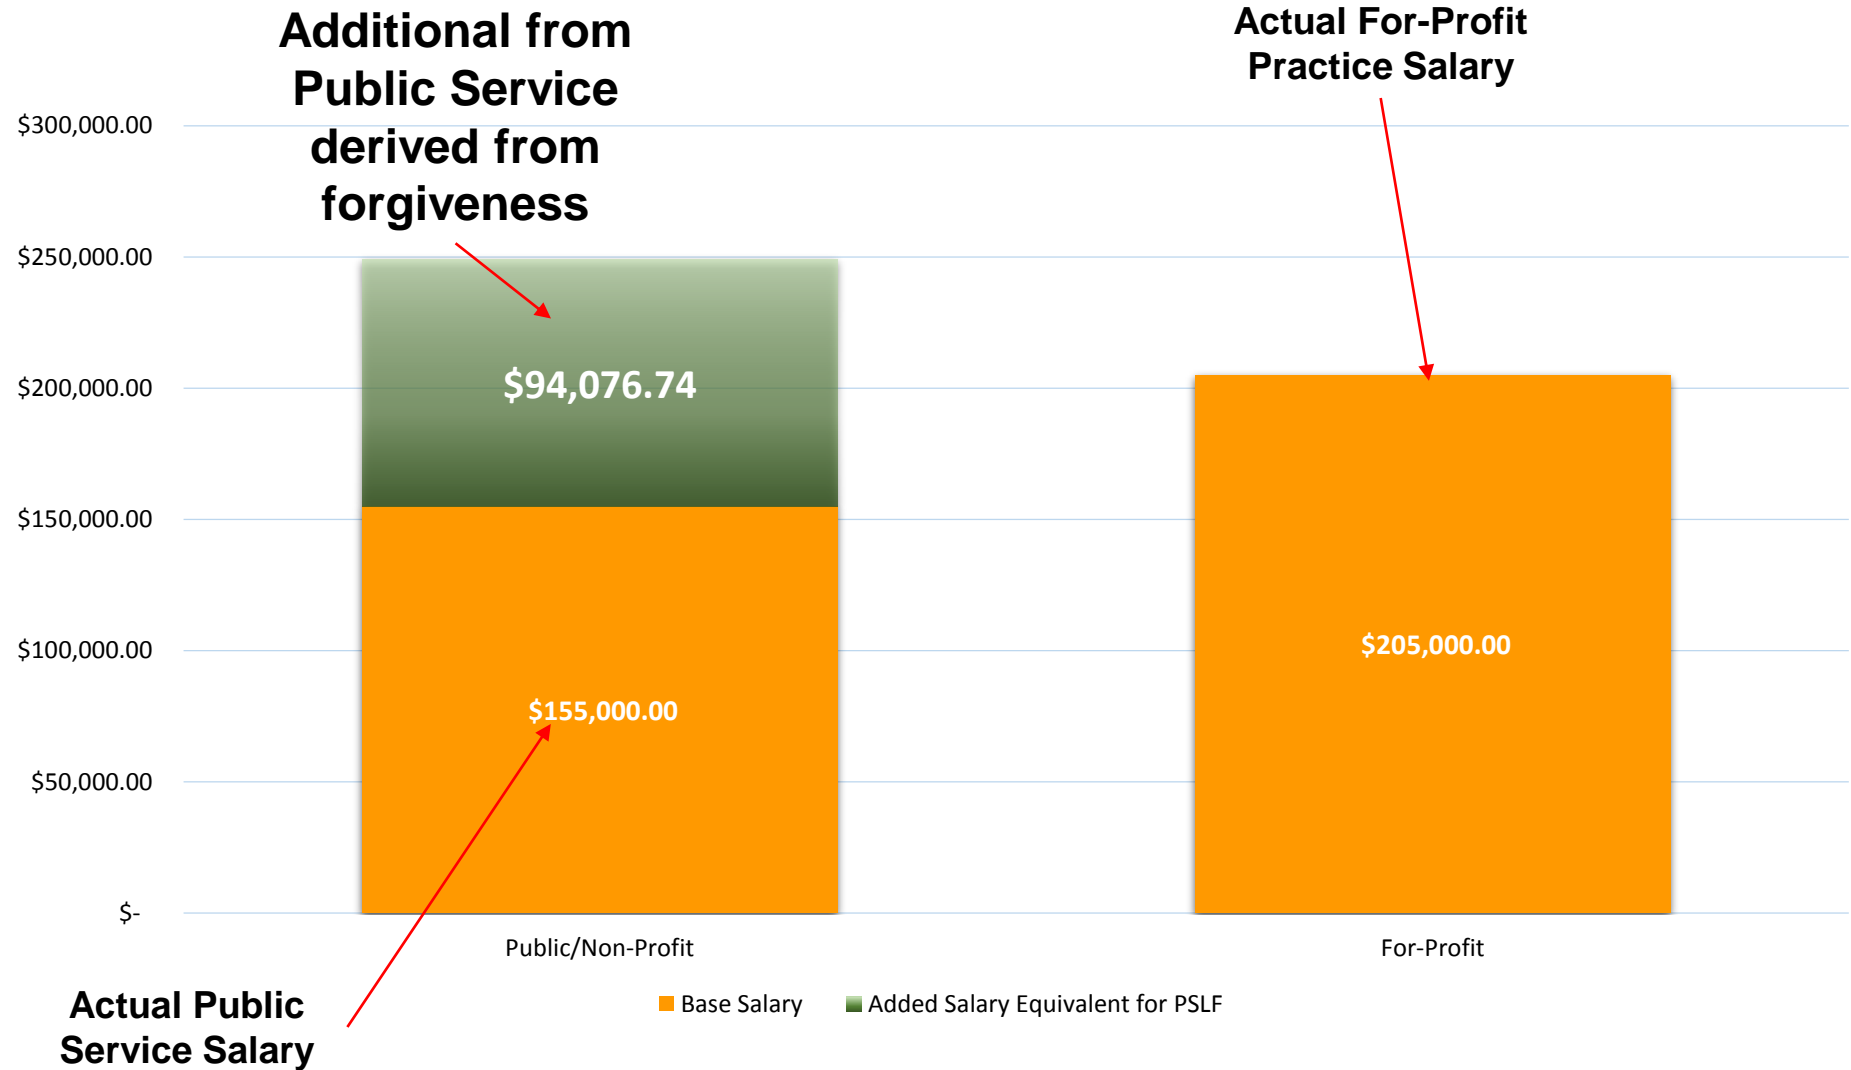 Additional from
Public Service
derived from
forgiveness
Actual For-Profit
Practice Salary
$300,000.00
$250,000.00
$200,000.00
$150,000.00
$100,000.00
$50,000.00
$-
$94,076.74
$155,000.00
$205,000.00
Public/Non-Profit
For-Profit
Base Salary
Added Salary Equivalent for PSLF
Actual Public
Service Salary